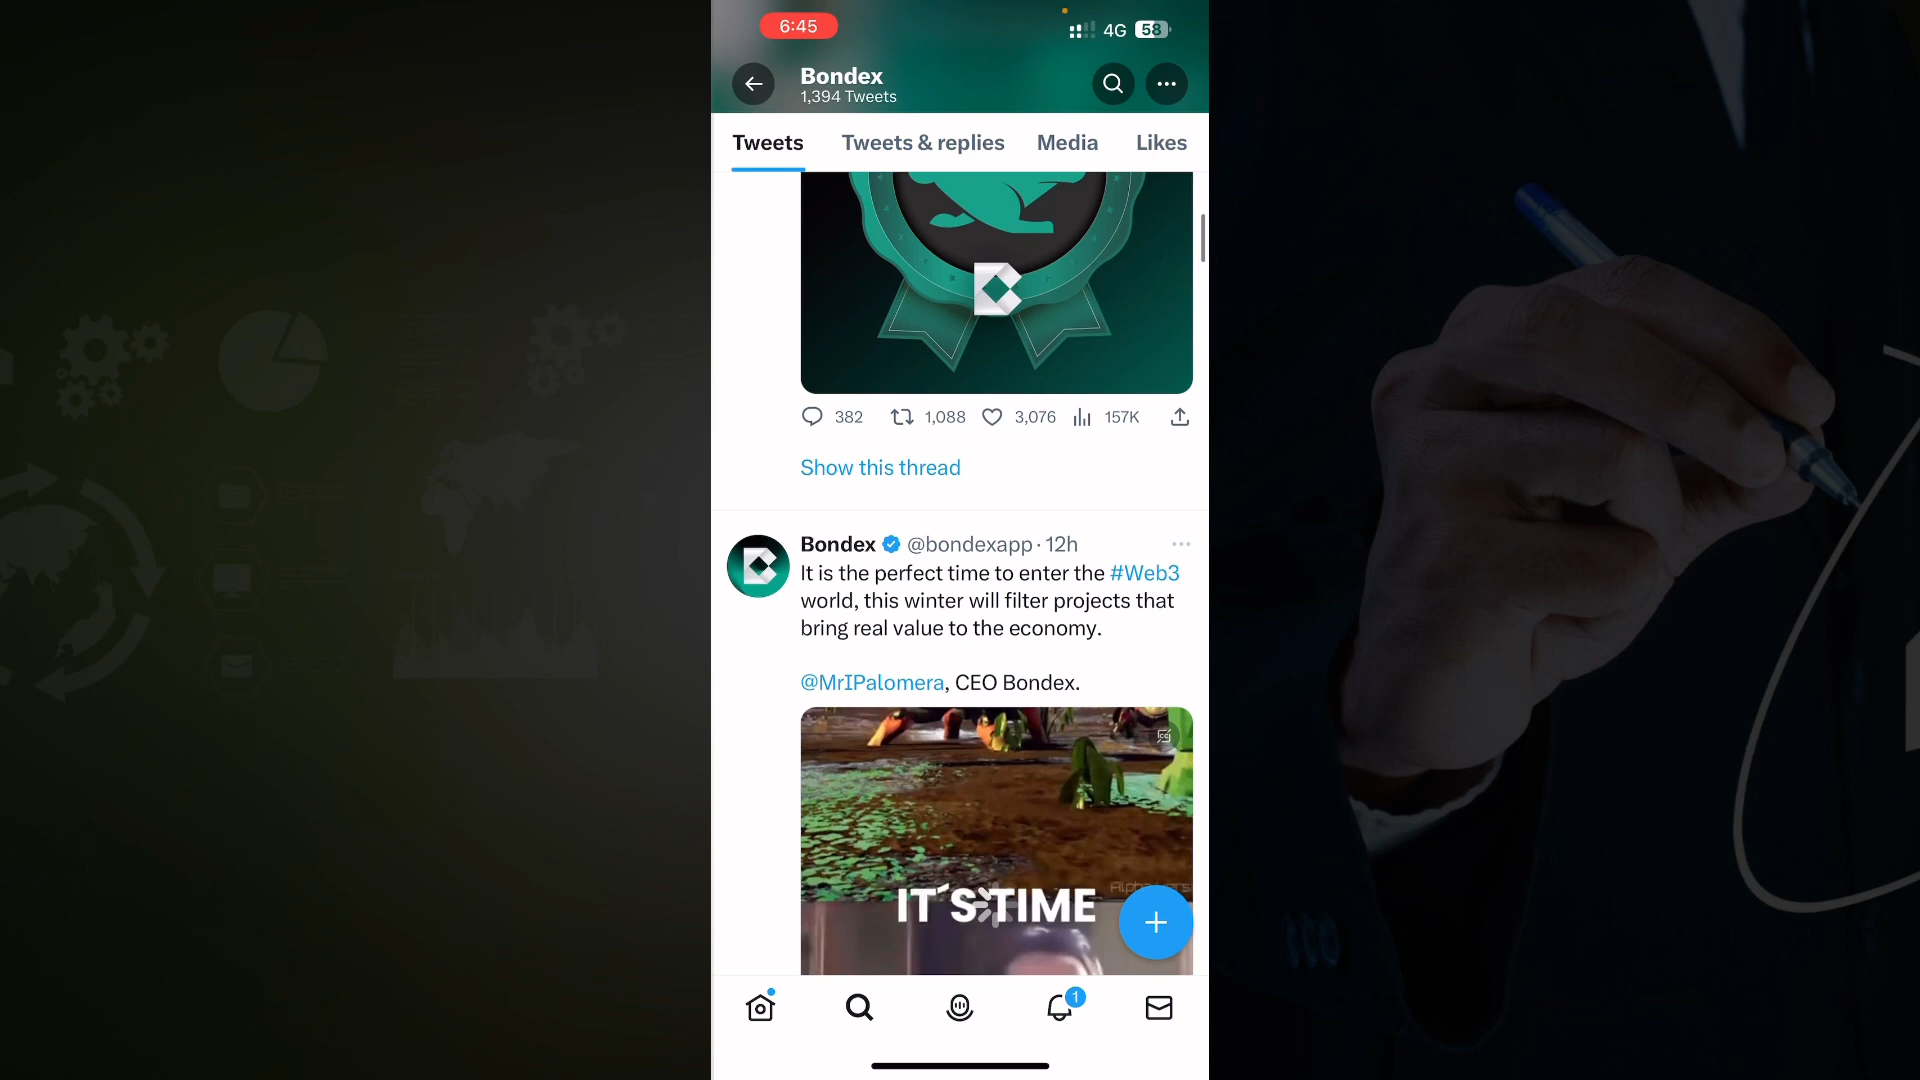 6:45
4G 58
Bondex
1,394 Tweets
Tweets Tweets & replies Media Likes
382 1,088 3,076 157K
Show this thread
Bondex @bondexapp · 12h
It is the perfect time to enter the #Web3
world, this winter will filter projects that
bring real value to the economy.
@MrIPalomera, CEO Bondex.
IT´S TIME
1